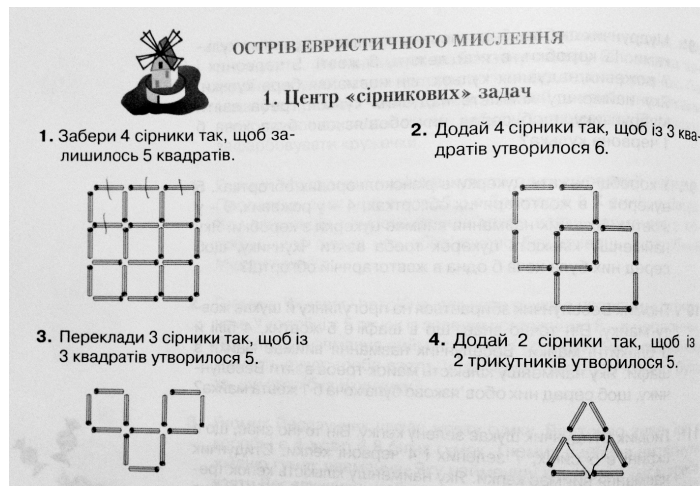 ОСТРІВ ЕВРИСТИЧНОГО МИСЛЕННЯ
1. Центр «сірникових» задач
1. Забери 4 сірники так, щоб за-
лишилось 5 квадратів.
2. Додай 4 сірники так, щоб із 3 ква-
дратів утворилося 6.
3. Переклади 3 сірники так, щоб із
3 квадратів утворилося 5.
4. Додай 2 сірники так, щоб із
2 трикутників утворилося 5.